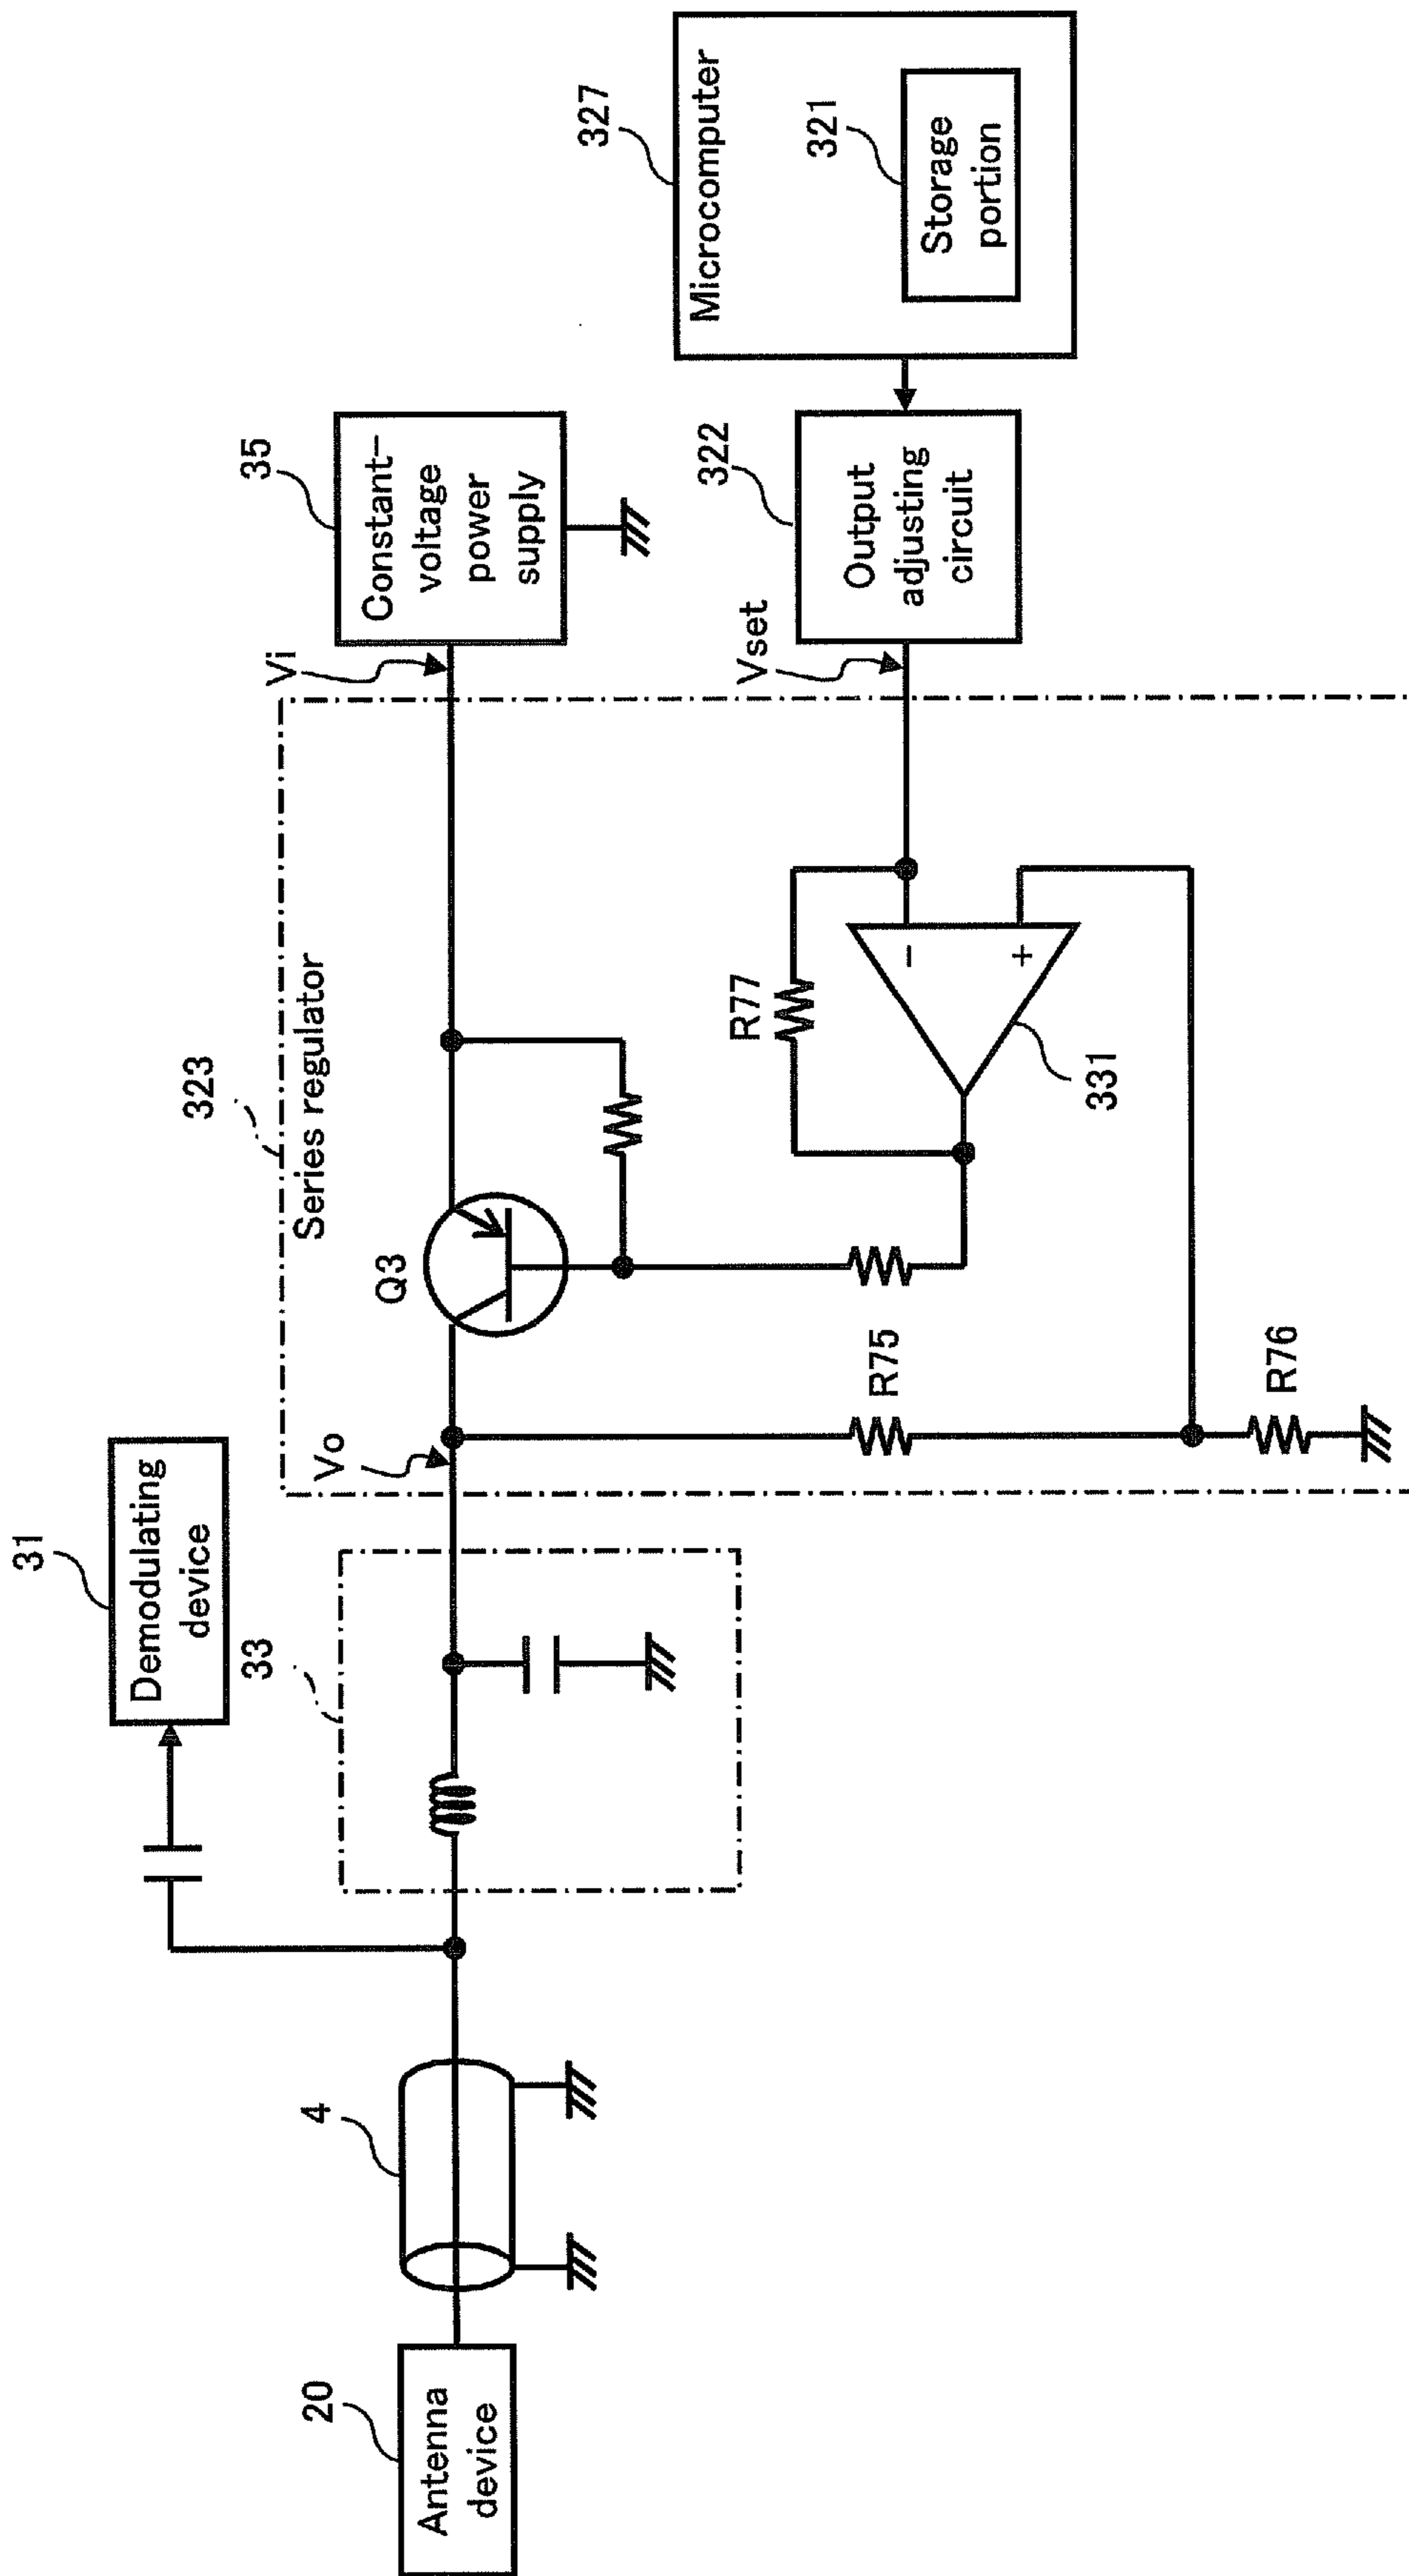 31
Demodulating
device
20
Antenna
device
4
33
Vo
323
Series regulator
Q3
R75
R76
R77
−
+
331
Vi
35
Constant−
voltage
power
supply
Vset
322
Output
adjusting
circuit
327
Microcomputer
321
Storage
portion